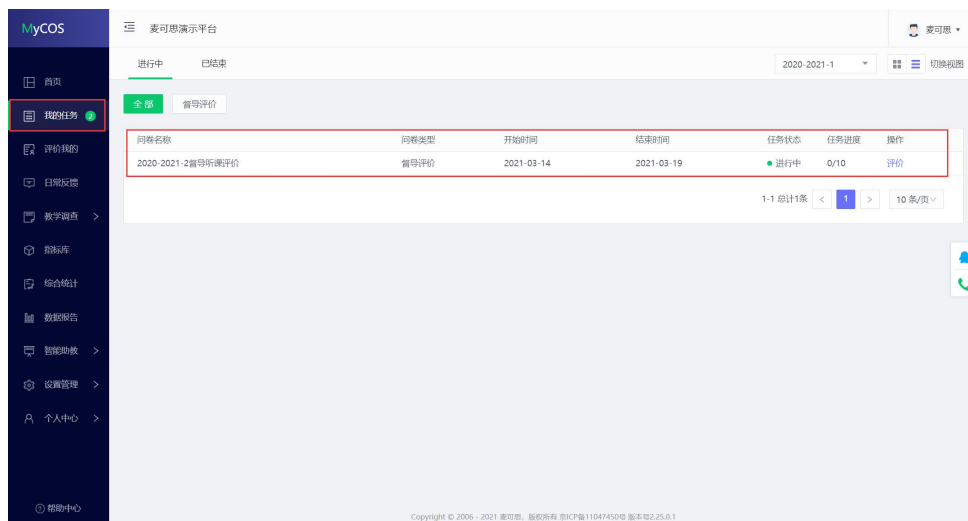 MyCOS
麦可思演示平台
麦可思
进行中 已结束
2020-2021-1 切换视图
首页
我的任务 2
评价我的
日常反馈
教学调查
指标库
综合统计
数据报告
智能助教
设置管理
个人中心
帮助中心
全部 督导评价
问卷名称 问卷类型 开始时间 结束时间 任务状态 任务进度 操作
2020-2021-2督导听课评价 督导评价 2021-03-14 2021-03-19 进行中 0/10 评价
1-1 总计1条 < 1 > 10 条/页
Copyright © 2006 - 2021 麦可思。版权所有 京ICP备11047450号 版本号2.25.0.1